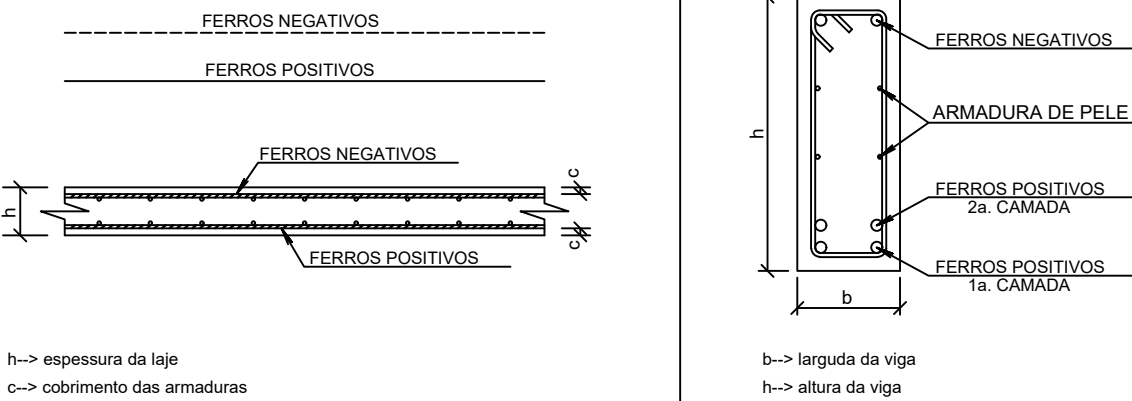 FERROS NEGATIVOS
FERROS POSITIVOS
FERROS NEGATIVOS
c
h
c
FERROS POSITIVOS
h--> espessura da laje
c--> cobrimento das armaduras
FERROS NEGATIVOS
ARMADURA DE PELE
h
FERROS POSITIVOS
2a. CAMADA
FERROS POSITIVOS
1a. CAMADA
b
b--> larguda da viga
h--> altura da viga